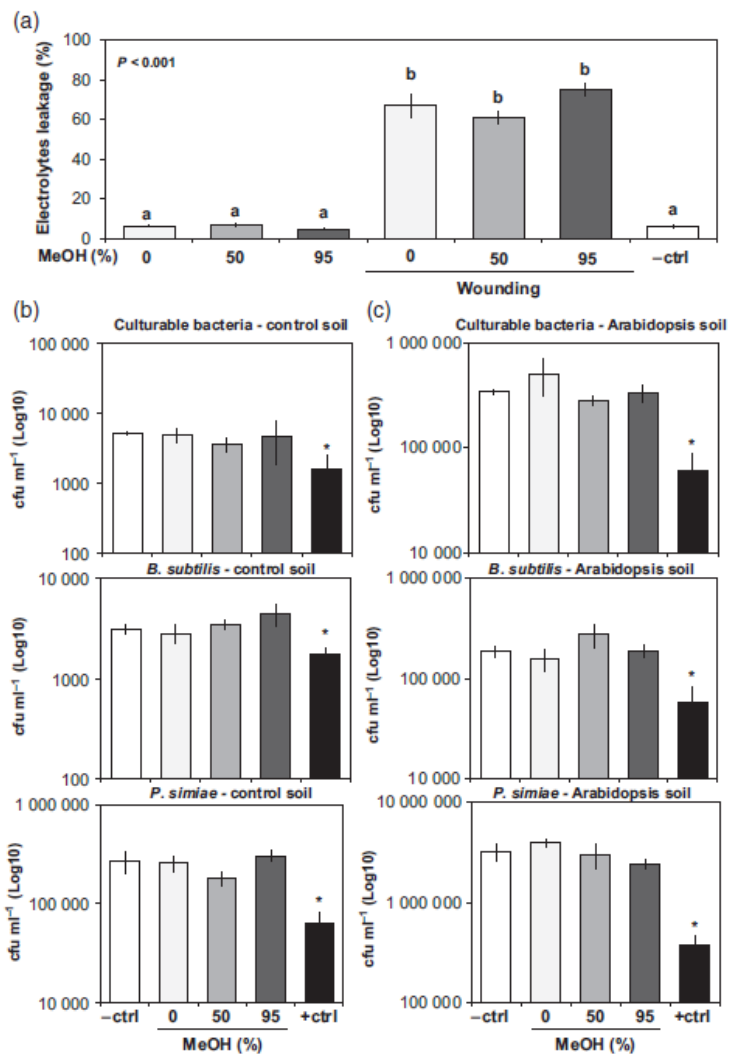 (a)
Electrolytes leakage (%)
100
80
60
40
20
0
P < 0.001
a
a
a
b
b
b
a
MeOH (%) 0 50 95 0 50 95 –ctrl
Wounding
(b)
Culturable bacteria - control soil
cfu ml⁻¹ (Log10)
100 000
10 000
1000
100
*
B. subtilis - control soil
cfu ml⁻¹ (Log10)
10 000
1000
100
*
P. simiae - control soil
cfu ml⁻¹ (Log10)
1 000 000
100 000
10 000
*
–ctrl 0 50 95 +ctrl
MeOH (%)
(c)
Culturable bacteria - Arabidopsis soil
cfu ml⁻¹ (Log10)
1 000 000
100 000
10 000
*
B. subtilis - Arabidopsis soil
cfu ml⁻¹ (Log10)
1 000 000
100 000
10 000
*
P. simiae - Arabidopsis soil
cfu ml⁻¹ (Log10)
10 000 000
1 000 000
100 000
*
–ctrl 0 50 95 +ctrl
MeOH (%)